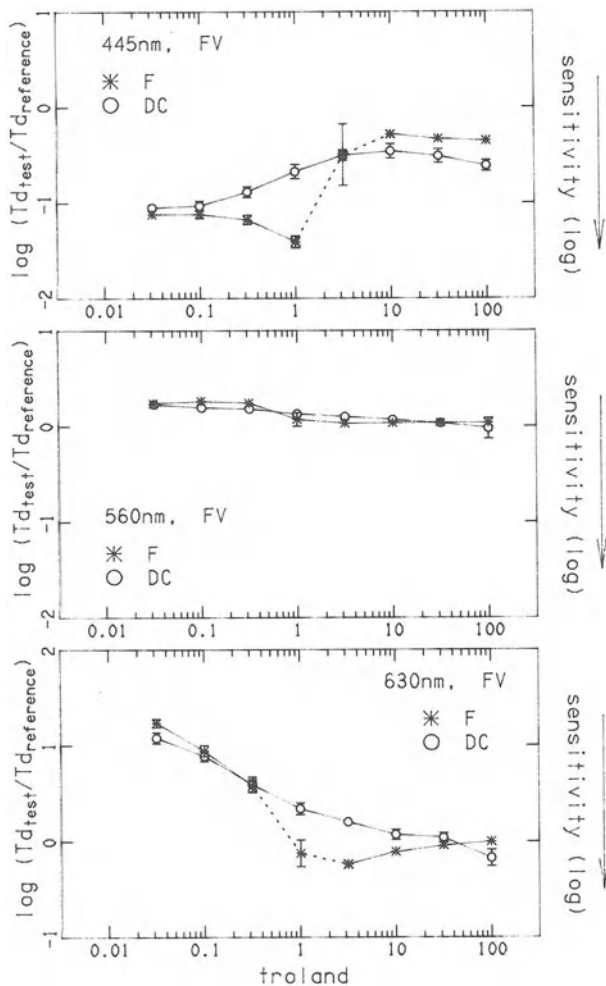 1
0
-1
-2
log (Td_test/Td_reference)
445nm, FV
F
DC
sensitivity (log)
0.01 0.1 1 10 100
1
0
-1
-2
log (Td_test/Td_reference)
560nm, FV
F
DC
sensitivity (log)
0.01 0.1 1 10 100
2
1
0
-1
log (Td_test/Td_reference)
630nm, FV
F
DC
sensitivity (log)
0.01 0.1 1 10 100
troland